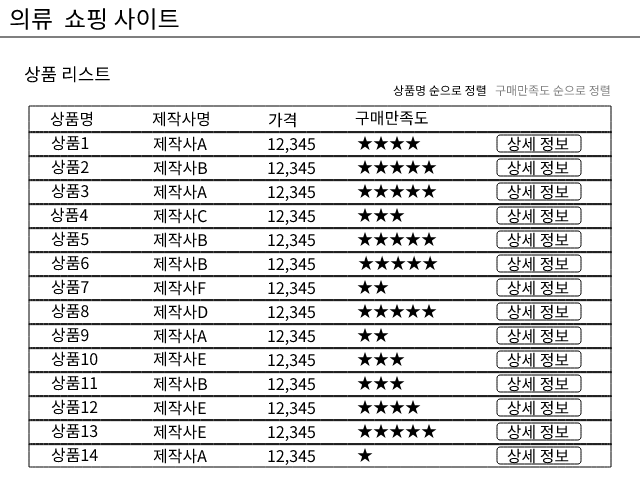 의류 쇼핑 사이트
상품 리스트
상품명 순으로 정렬 구매만족도 순으로 정렬
상품명 제작사명 가격 구매만족도
상품1 제작사A 12,345 ★★★★ 상세 정보
상품2 제작사B 12,345 ★★★★★ 상세 정보
상품3 제작사A 12,345 ★★★★★ 상세 정보
상품4 제작사C 12,345 ★★★ 상세 정보
상품5 제작사B 12,345 ★★★★★ 상세 정보
상품6 제작사B 12,345 ★★★★★ 상세 정보
상품7 제작사F 12,345 ★★ 상세 정보
상품8 제작사D 12,345 ★★★★★ 상세 정보
상품9 제작사A 12,345 ★★ 상세 정보
상품10 제작사E 12,345 ★★★ 상세 정보
상품11 제작사B 12,345 ★★★ 상세 정보
상품12 제작사E 12,345 ★★★★ 상세 정보
상품13 제작사E 12,345 ★★★★★ 상세 정보
상품14 제작사A 12,345 ★ 상세 정보